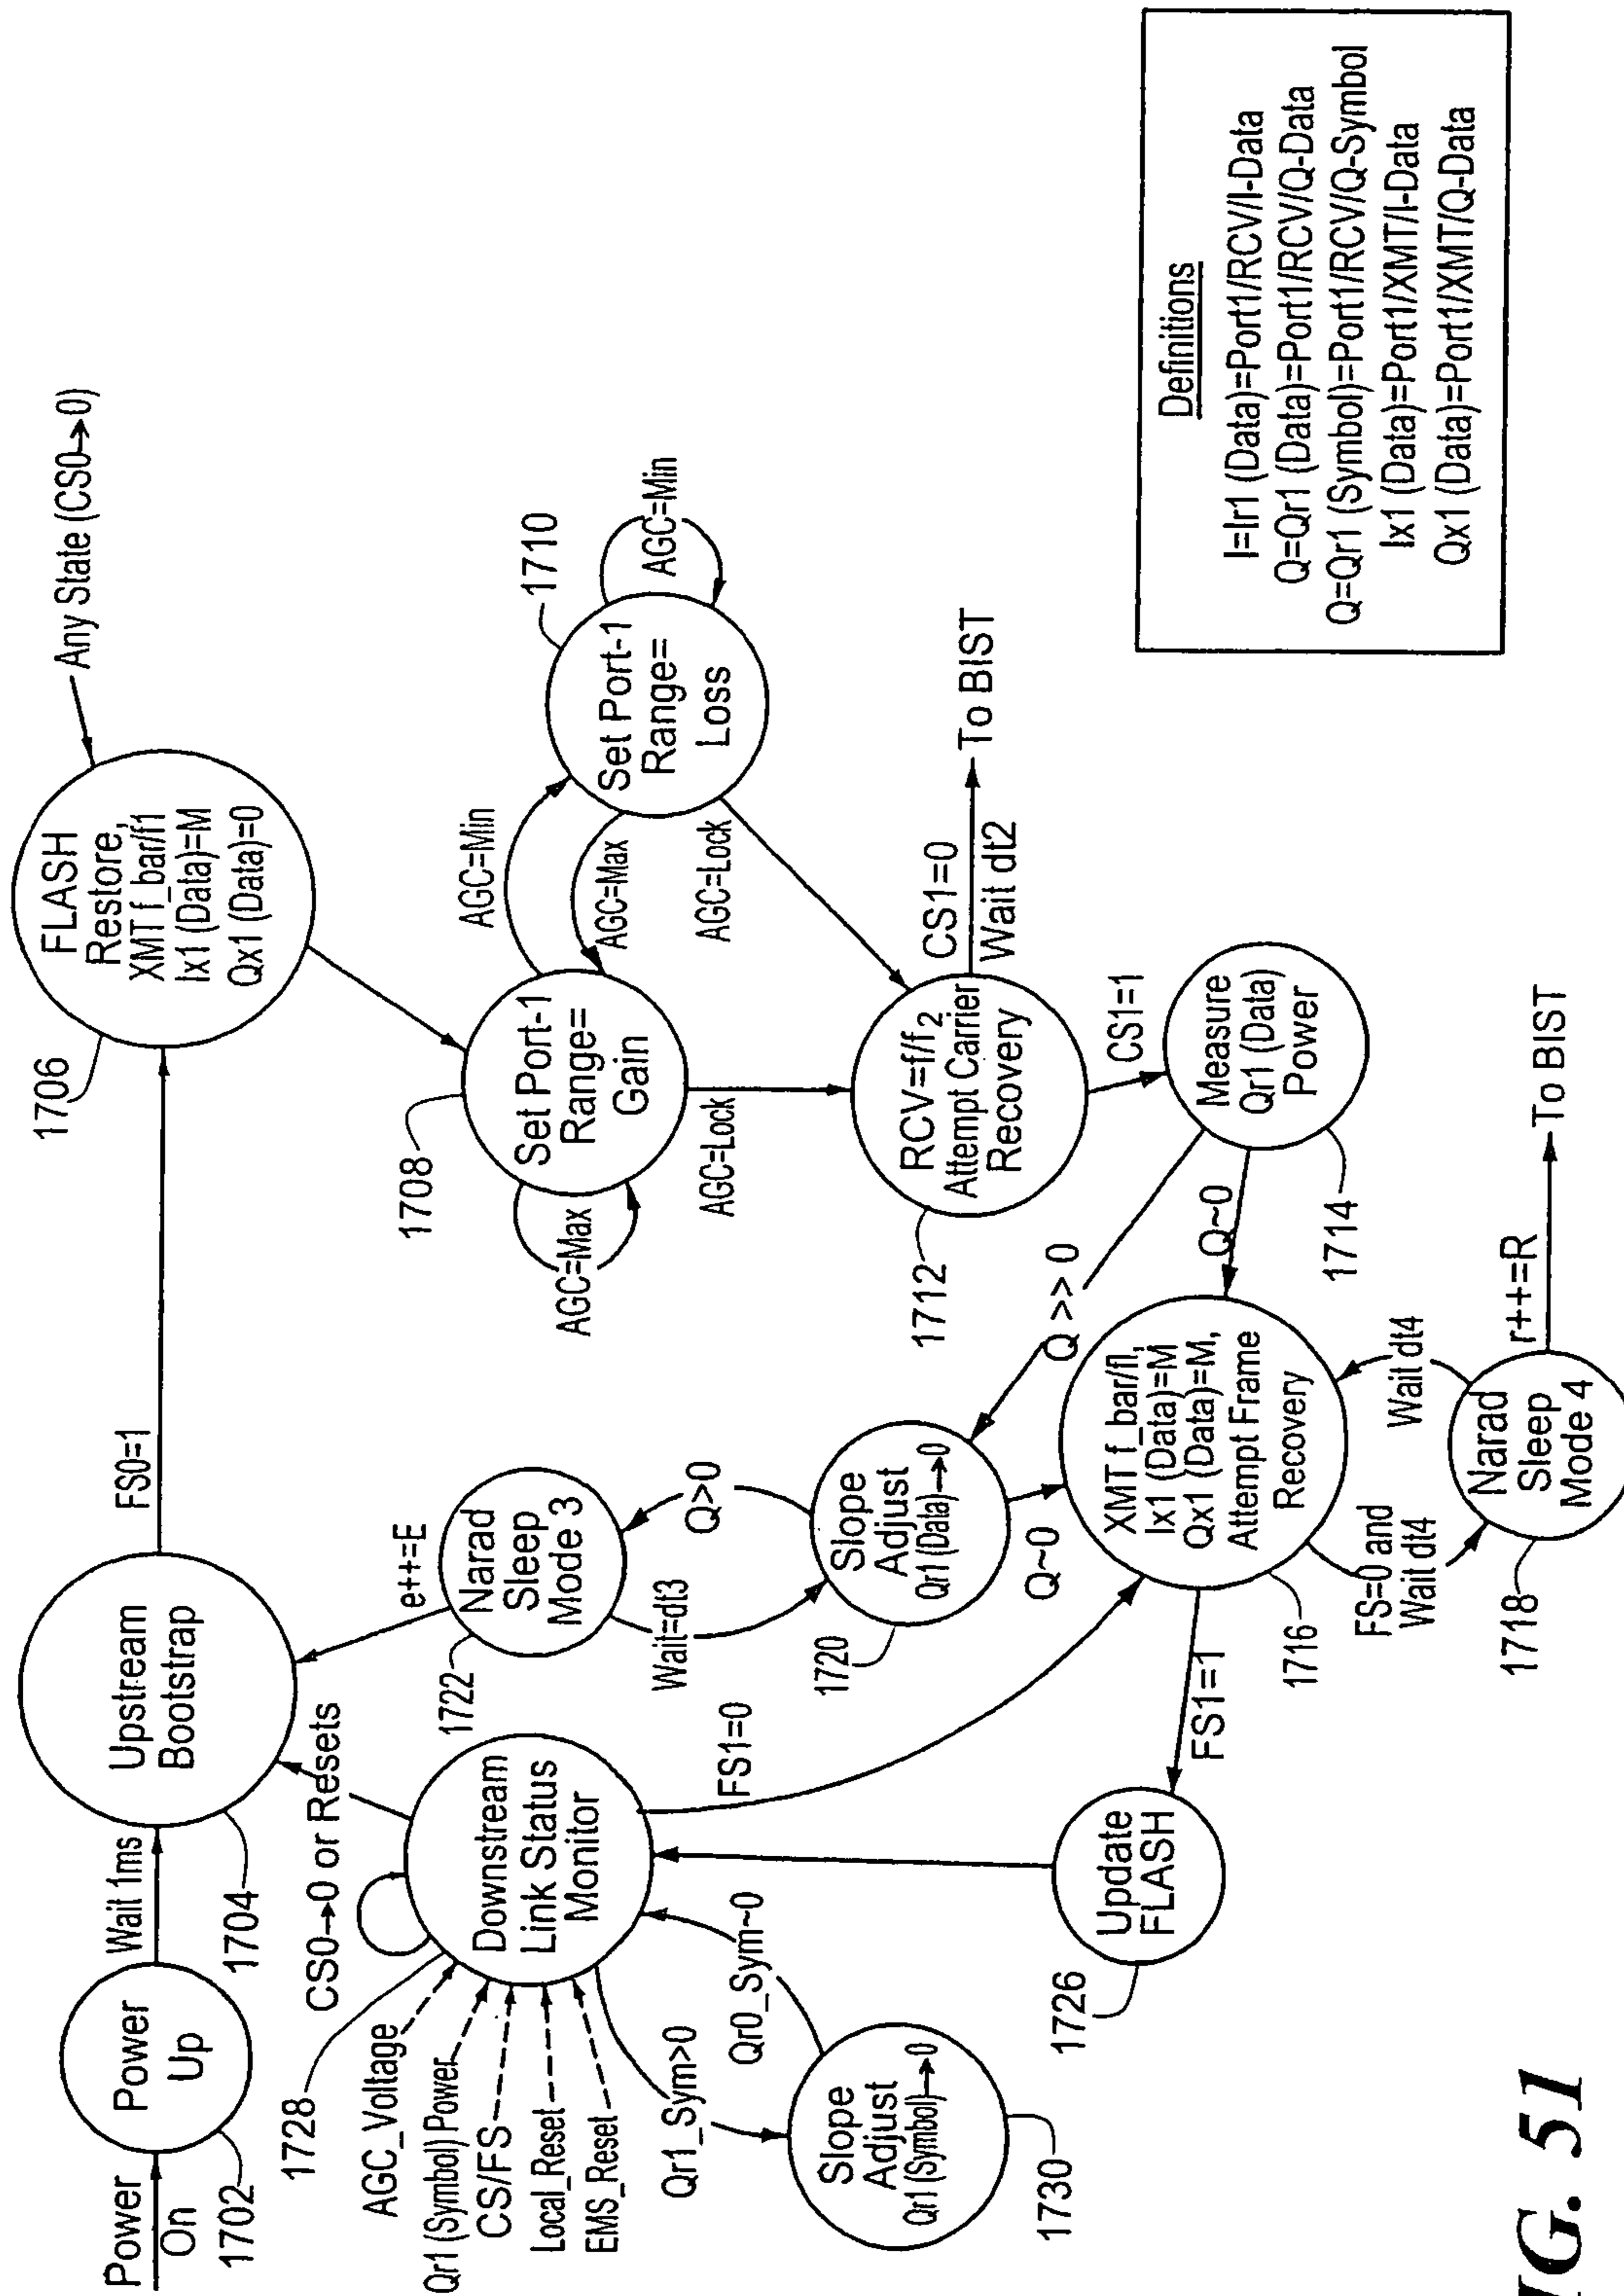 Power
On
1702
Power
Up
Wait 1ms
1704
Upstream
Bootstrap
FS0=1
1706
FLASH
Restore,
XMT f_bar/f1
Ix1 (Data)=M
Qx1 (Data)=0
Any State (CS0→0)
CS0→0 or Resets
1728
AGC_Voltage
Qr1 (Symbol) Power
CS/FS
Local_Reset
EMS_Reset
Downstream
Link Status
Monitor
e++=E
1722
Narad
Sleep
Mode 3
Wait=dt3
Q>0
1708
Set Port-1
Range=
Gain
AGC=Max
AGC=Min
AGC=Max
AGC=Lock
AGC=Lock
1710
Set Port-1
Range=
Loss
AGC=Min
Qr1_Sym>0
Qr0_Sym~0
FS1=0
1720
Slope
Adjust
Qr1 (Data)→0
Q~0
Q >> 0
1712
RCV=f/f2
Attempt Carrier
Recovery
CS1=0
Wait dt2
To BIST
CS1=1
Slope
Adjust
Qr1 (Symbol)→0
1730
1726
Update
FLASH
FS1=1
1716
XMT f_bar/fl,
Ix1 (Data)=M
Qx1 (Data)=M,
Attempt Frame
Recovery
Q~0
Measure
Qr1 (Data)
Power
1714
FS=0 and
Wait dt4
Wait dt4
1718
Narad
Sleep
Mode 4
r++=R
To BIST
Definitions
I=Ir1 (Data)=Port1/RCV/I-Data
Q=Qr1 (Data)=Port1/RCV/Q-Data
Q=Qr1 (Symbol)=Port1/RCV/Q-Symbol
Ix1 (Data)=Port1/XMT/I-Data
Qx1 (Data)=Port1/XMT/Q-Data
IG. 51